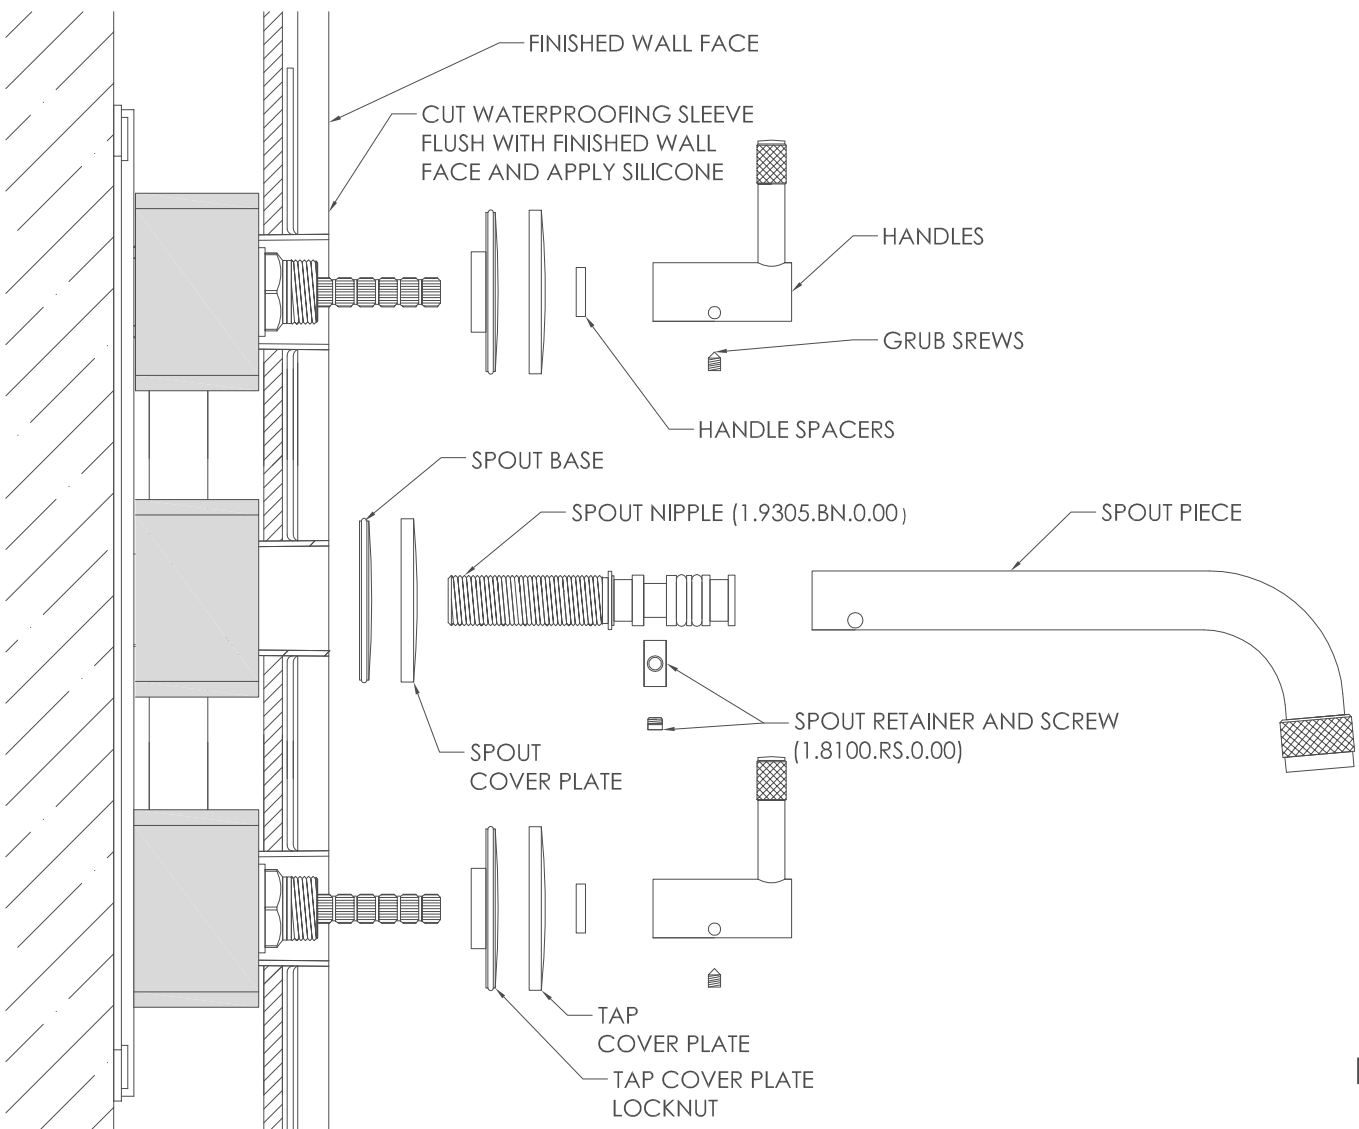 FINISHED WALL FACE
CUT WATERPROOFING SLEEVE
FLUSH WITH FINISHED WALL
FACE AND APPLY SILICONE
HANDLES
GRUB SREWS
HANDLE SPACERS
SPOUT BASE
SPOUT NIPPLE (1.9305.BN.0.00)
SPOUT PIECE
SPOUT RETAINER AND SCREW
(1.8100.RS.0.00)
SPOUT
COVER PLATE
TAP
COVER PLATE
TAP COVER PLATE
LOCKNUT